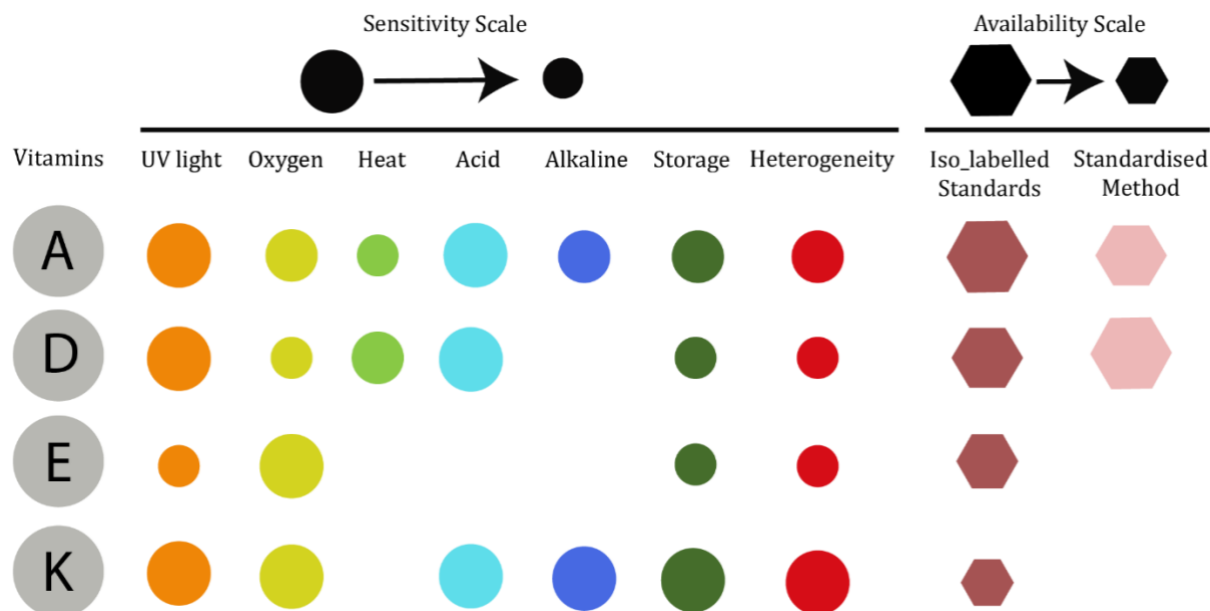 Sensitivity Scale
Availability Scale
Vitamins
UV light
Oxygen
Heat
Acid
Alkaline
Storage
Heterogeneity
Iso_labelled
Standards
Standardised
Method
A
D
E
K